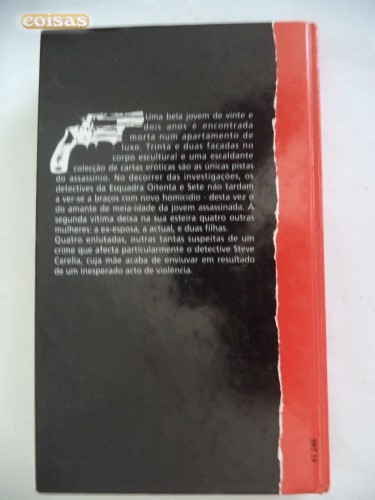 coisas
Uma bela jovem de vinte e
dois anos é encontrada
morta num apartamento de
luxo. Trinta e duas facadas no
corpo escultural e uma escaldante
colecção de cartas eróticas são as únicas pistas
do assassínio. No decorrer das investigações, os
detectives da Esquadra Oitenta e Sete não tardam
a ver-se a braços com novo homicídio - desta vez o
do amante de meia-idade da jovem assassinada. A
segunda vítima deixa na sua esteira quatro outras
mulheres: a ex-esposa, a actual, e duas filhas.
Quatro enlutadas, outras tantas suspeitas de um
crime que afecta particularmente o detective Steve
Carella, cuja mãe acaba de enviuvar em resultado
de um inesperado acto de violência.